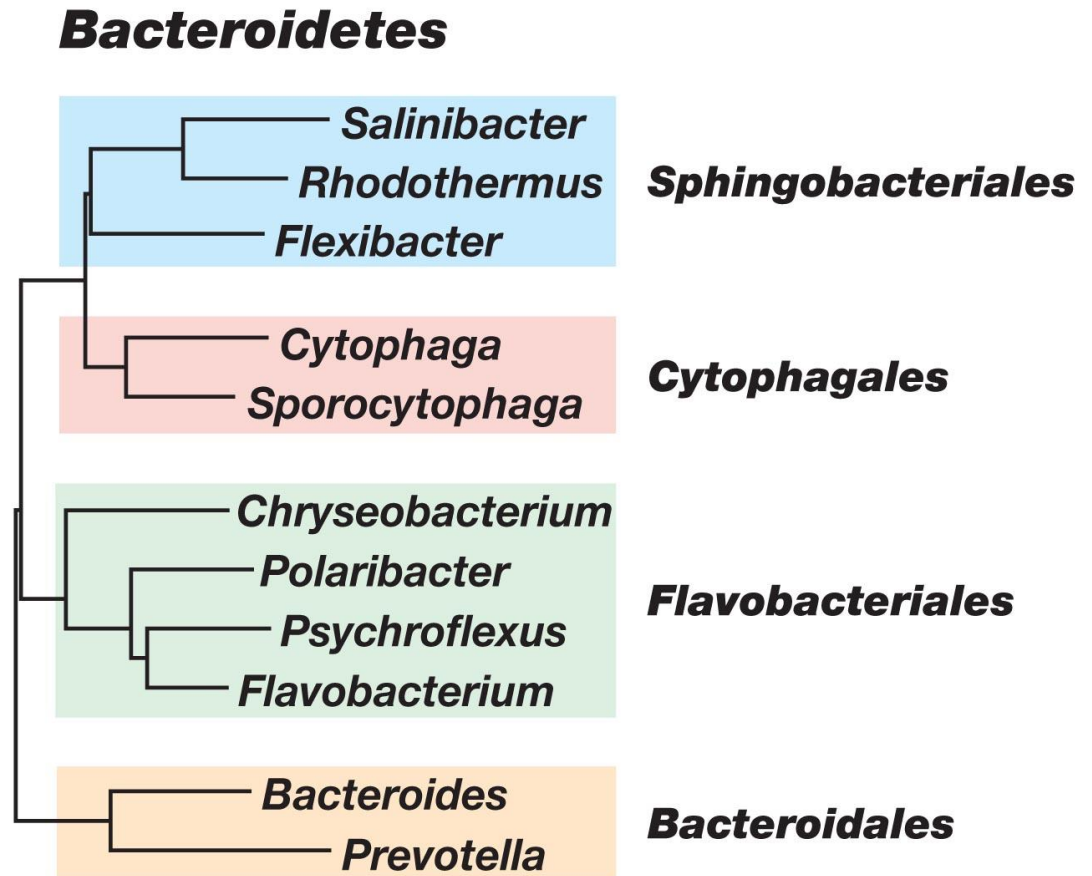 Bacteroidetes
Salinibacter
Rhodothermus
Flexibacter
Sphingobacteriales
Cytophaga
Sporocytophaga
Cytophagales
Chryseobacterium
Polaribacter
Psychroflexus
Flavobacterium
Flavobacteriales
Bacteroides
Prevotella
Bacteroidales